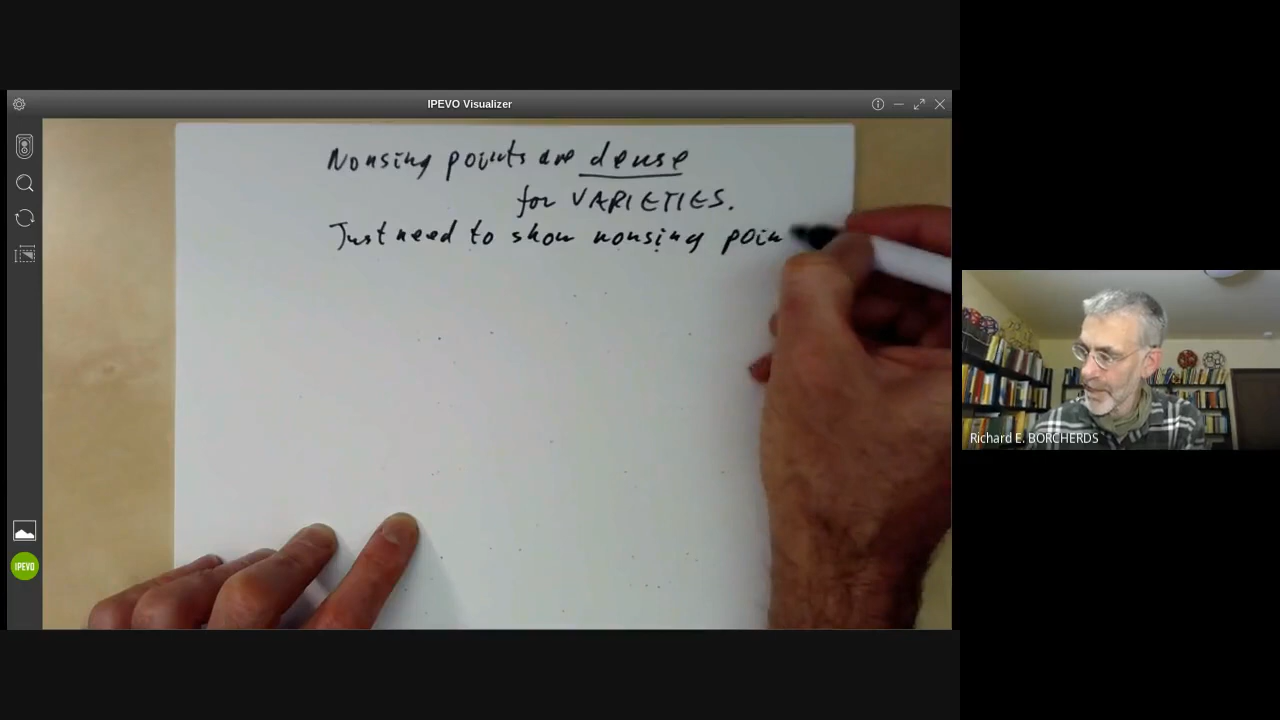 IPEVO Visualizer
Nonsing points are dense
for VARIETIES.
Just need to show nonsing poin
IPEVO
Richard E. BORCHERDS